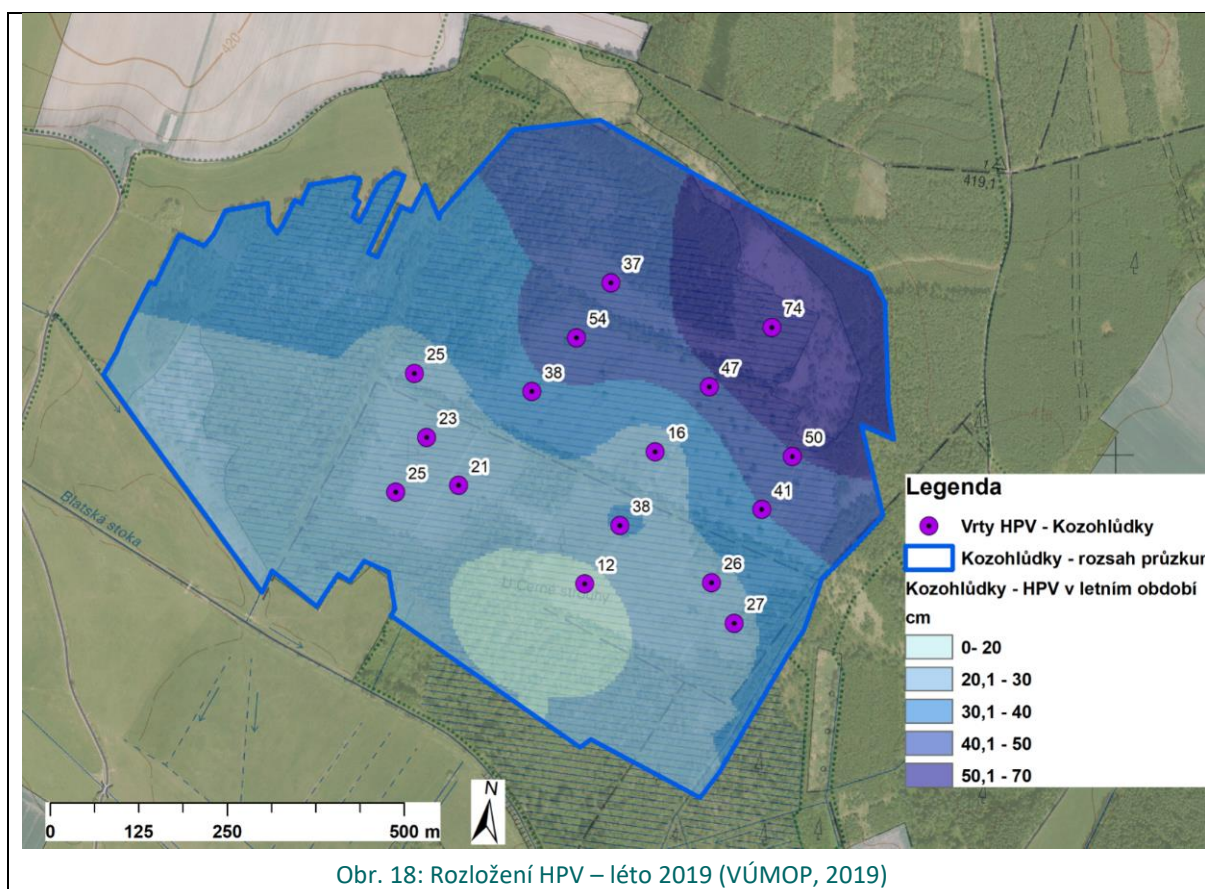 420
419,1
37
74
54
25
47
38
23
16
50
25
21
41
38
Blatská stoka
12
26
U Černé strouhy
27
Legenda
Vrty HPV - Kozohlůdky
Kozohlůdky - rozsah průzkum
Kozohlůdky - HPV v letním období
cm
0- 20
20,1 - 30
30,1 - 40
40,1 - 50
50,1 - 70
N
0 125 250 500 m
Obr. 18: Rozložení HPV – léto 2019 (VÚMOP, 2019)